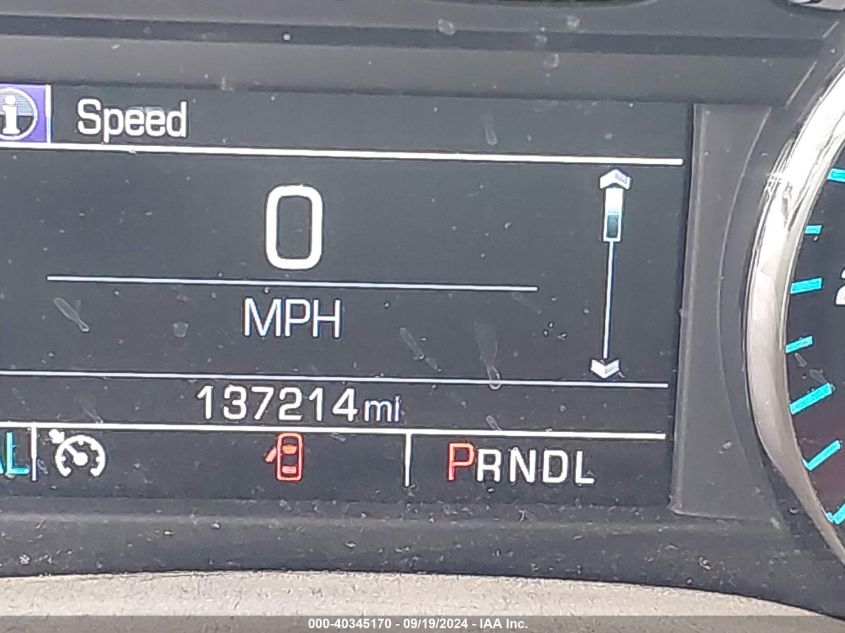 i Speed
0
MPH
137214 mi
PRNDL
000-40345170 - 09/19/2024 - IAA Inc.